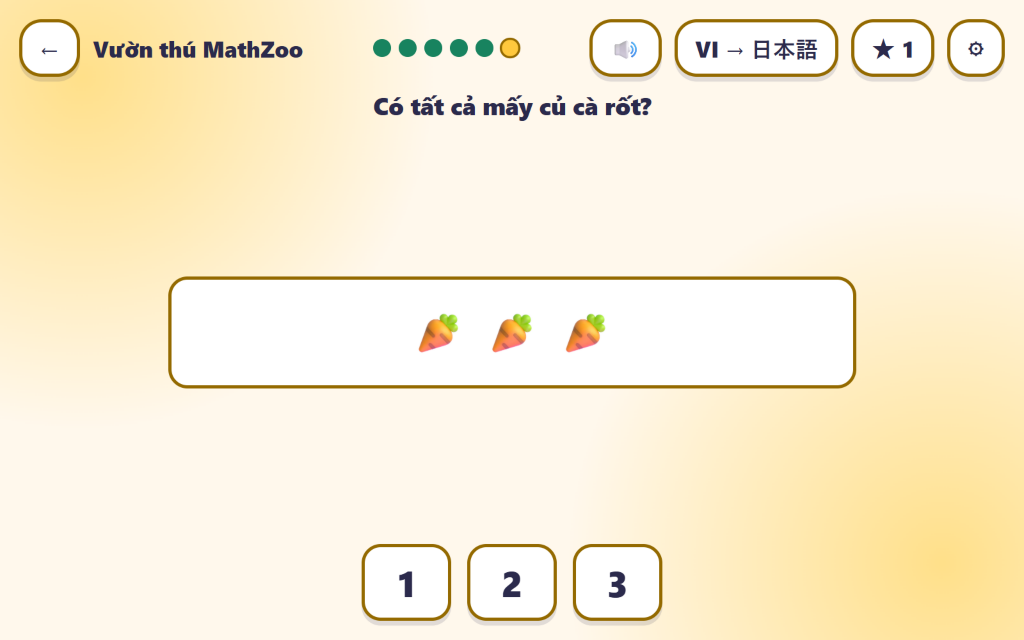 ← Vườn thú MathZoo VI → 日本語 ★ 1 ⚙
Có tất cả mấy củ cà rốt?
1 2 3